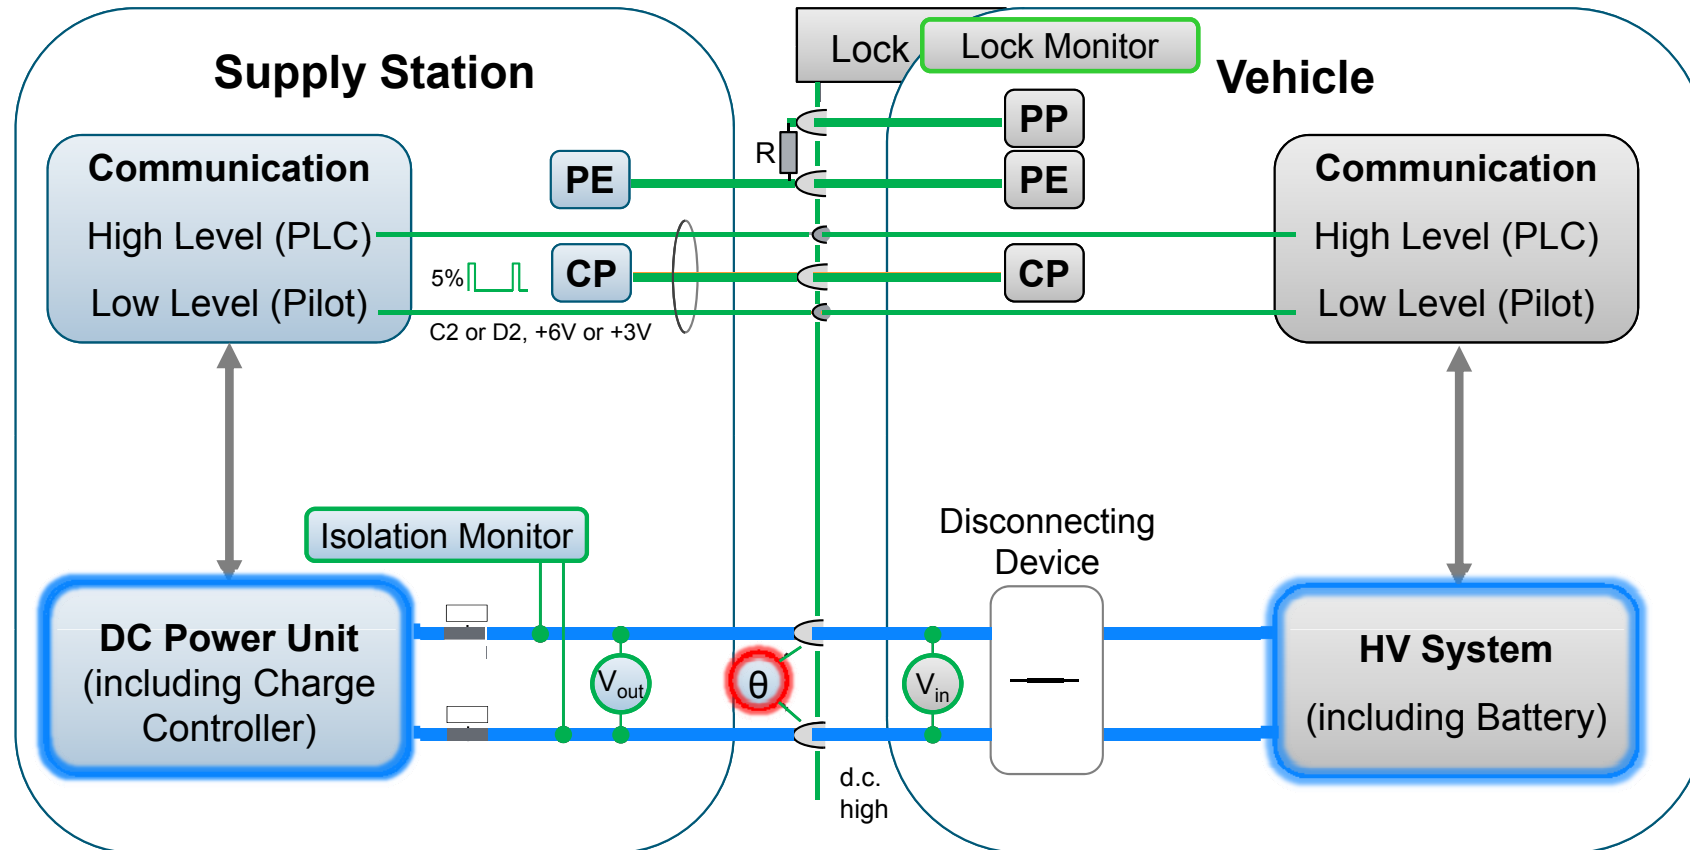 Supply Station
Lock
Lock Monitor
Vehicle
Communication
High Level (PLC)
Low Level (Pilot)
5%
C2 or D2, +6V or +3V
R
PE
CP
PP
PE
CP
Communication
High Level (PLC)
Low Level (Pilot)
Isolation Monitor
Disconnecting
Device
DC Power Unit
(including Charge
Controller)
Vout
θ
Vin
HV System
(including Battery)
d.c.
high